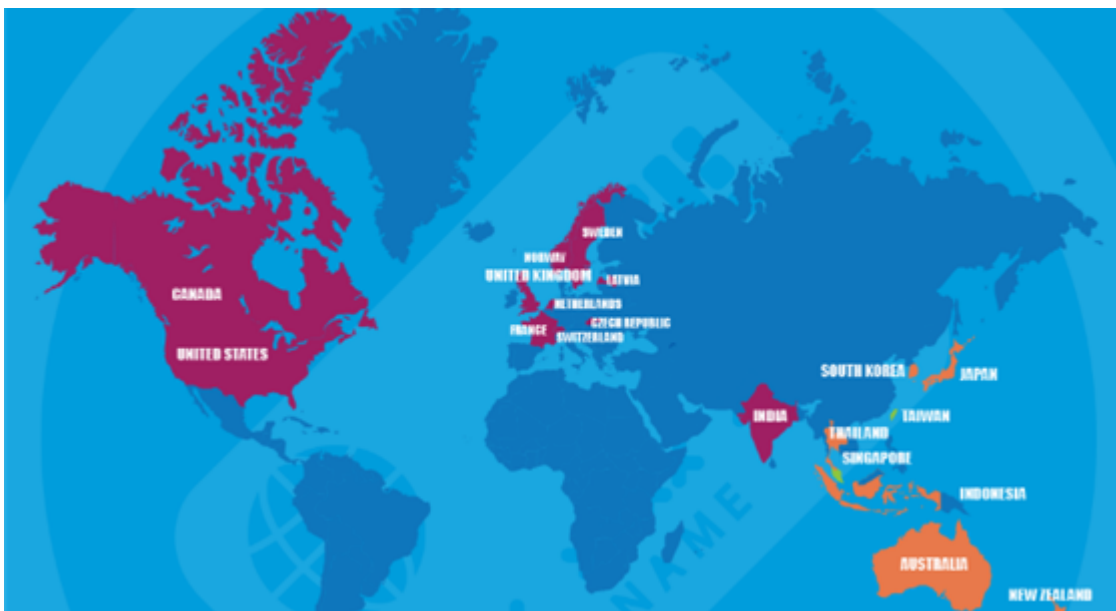 SWEDEN
NORWAY
UNITED KINGDOM
LATVIA
CANADA
NETHERLANDS
CZECH REPUBLIC
FRANCE
SWITZERLAND
UNITED STATES
SOUTH KOREA
JAPAN
INDIA
TAIWAN
THAILAND
SINGAPORE
INDONESIA
NAME
AUSTRALIA
NEW ZEALAND